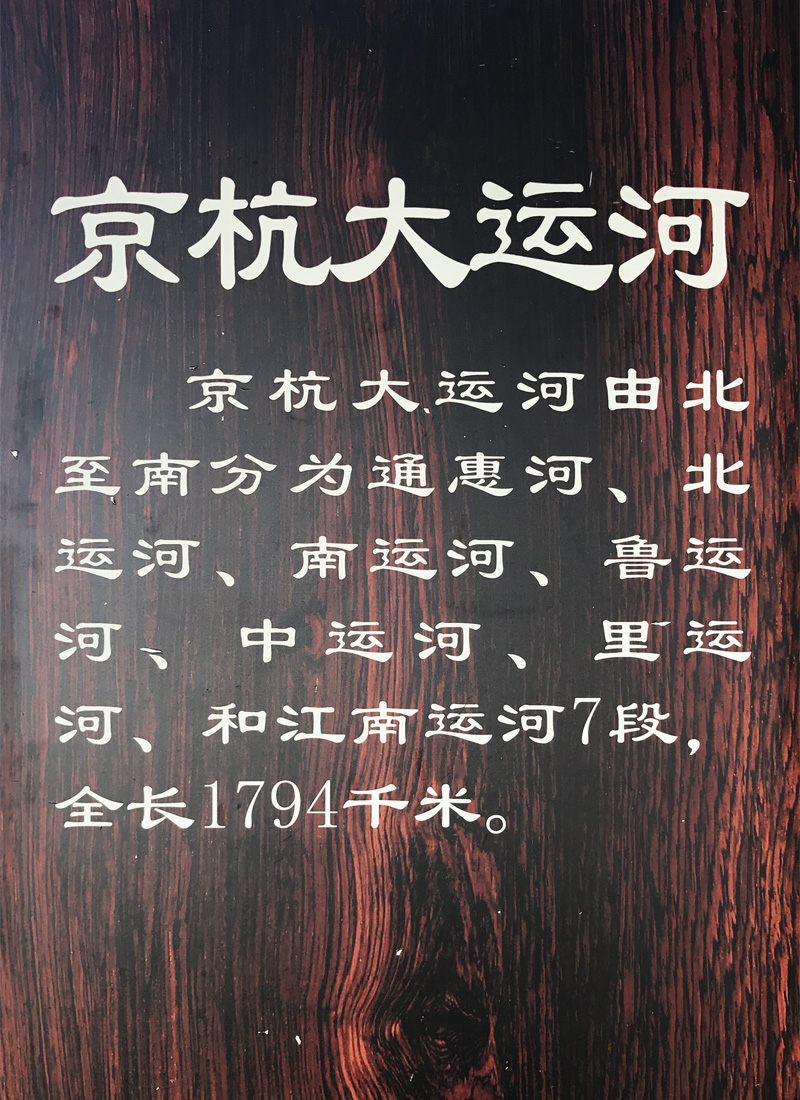 京杭大运河
京杭大运河由北
至南分为通惠河、北
运河、南运河、鲁运
河、中运河、里运
河、和江南运河7段，
全长1794千米。